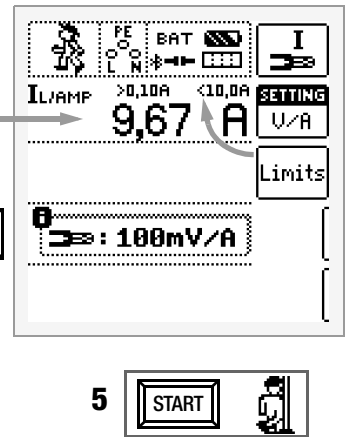 PE BAT I
L N
IL/AMP >0,10A <10,0A SETTING
9,67 A V/A
Limits
: 100mV/A
5 START